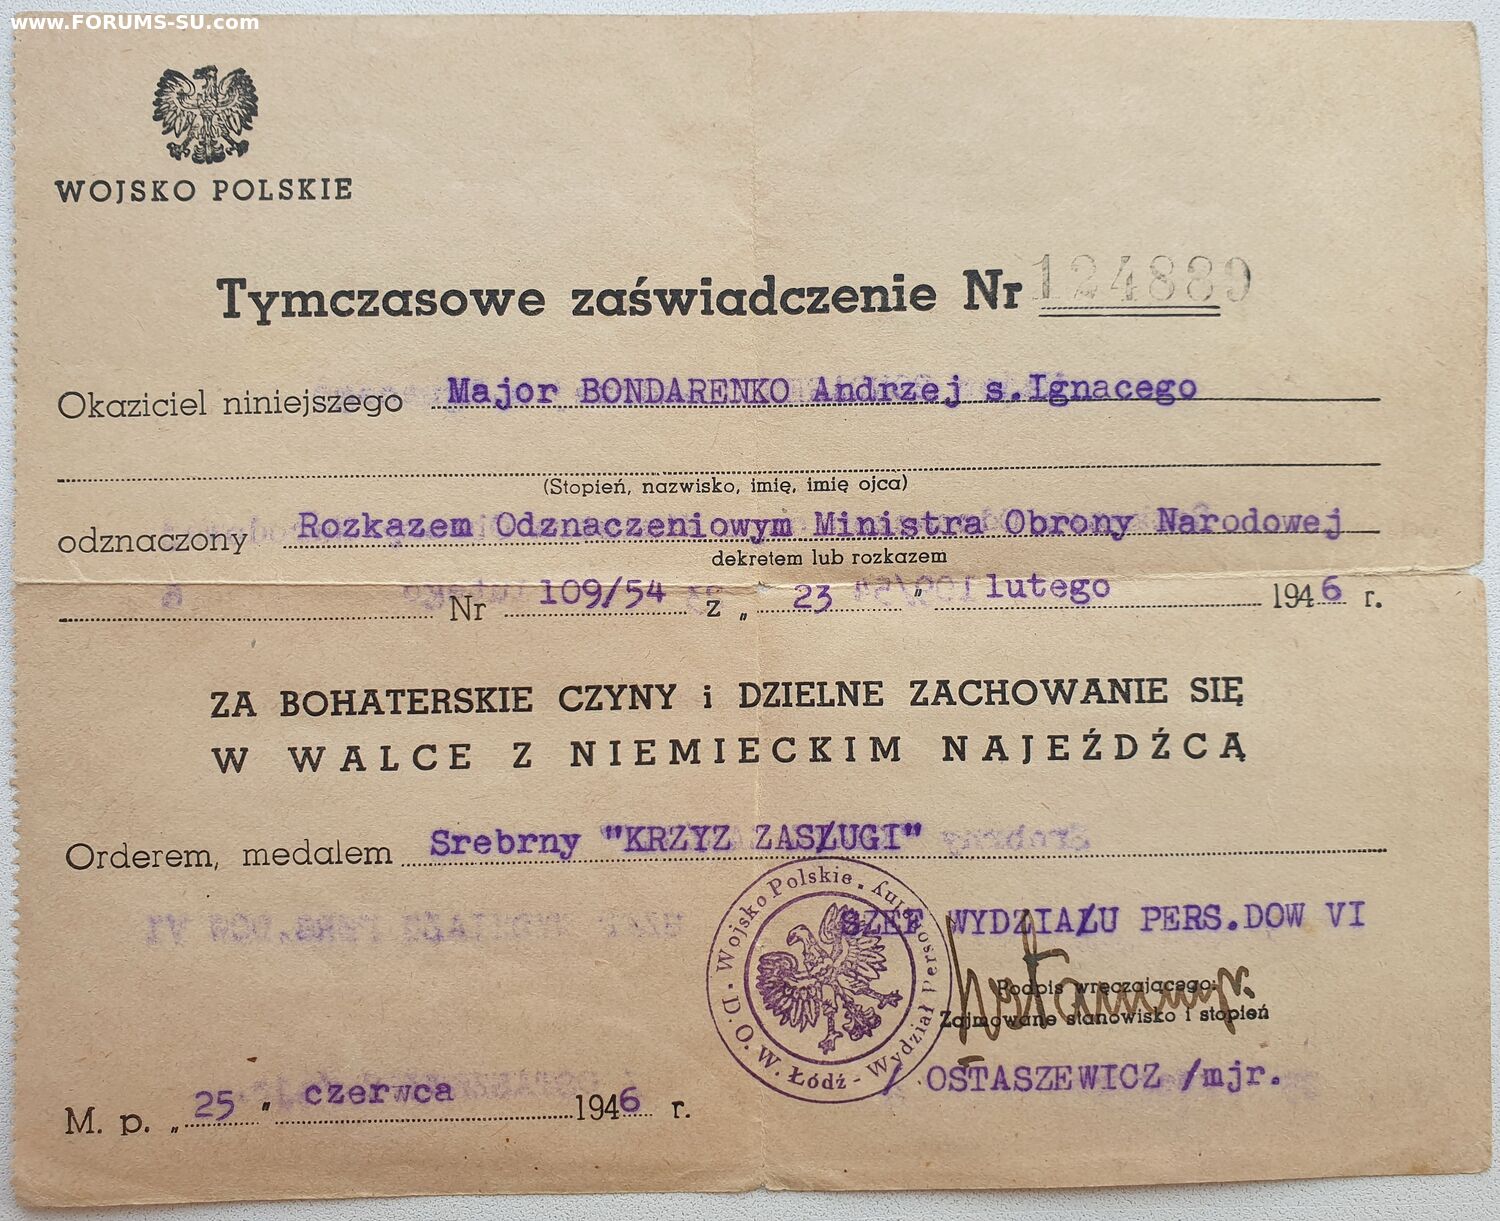 www.FORUMS-SU.com
WOJSKO POLSKIE
Tymczasowe zaświadczenie Nr 124889
Okaziciel niniejszego Major BONDARENKO Andrzej s.Ignacego
(Stopień, nazwisko, imię, imię ojca)
odznaczony Rozkazem Odznaczeniowym Ministra Obrony Narodowej
dekretem lub rozkazem
Nr 109/54 z „ 23 " lutego 1946 r.
ZA BOHATERSKIE CZYNY i DZIELNE ZACHOWANIE SIĘ
W WALCE Z NIEMIECKIM NAJEŹDŹCĄ
Orderem, medalem Srebrny "KRZYZ ZASŁUGI"
Wojsko Polskie. D.O.W. Łódź - Wydział Personalny
SZEF WYDZIAŁU PERS.DOW VI
Podpis wręczającego:
Zajmowane stanowisko i stopień
/ OSTASZEWICZ /mjr.
M. p. „ 25 " czerwca 1946 r.